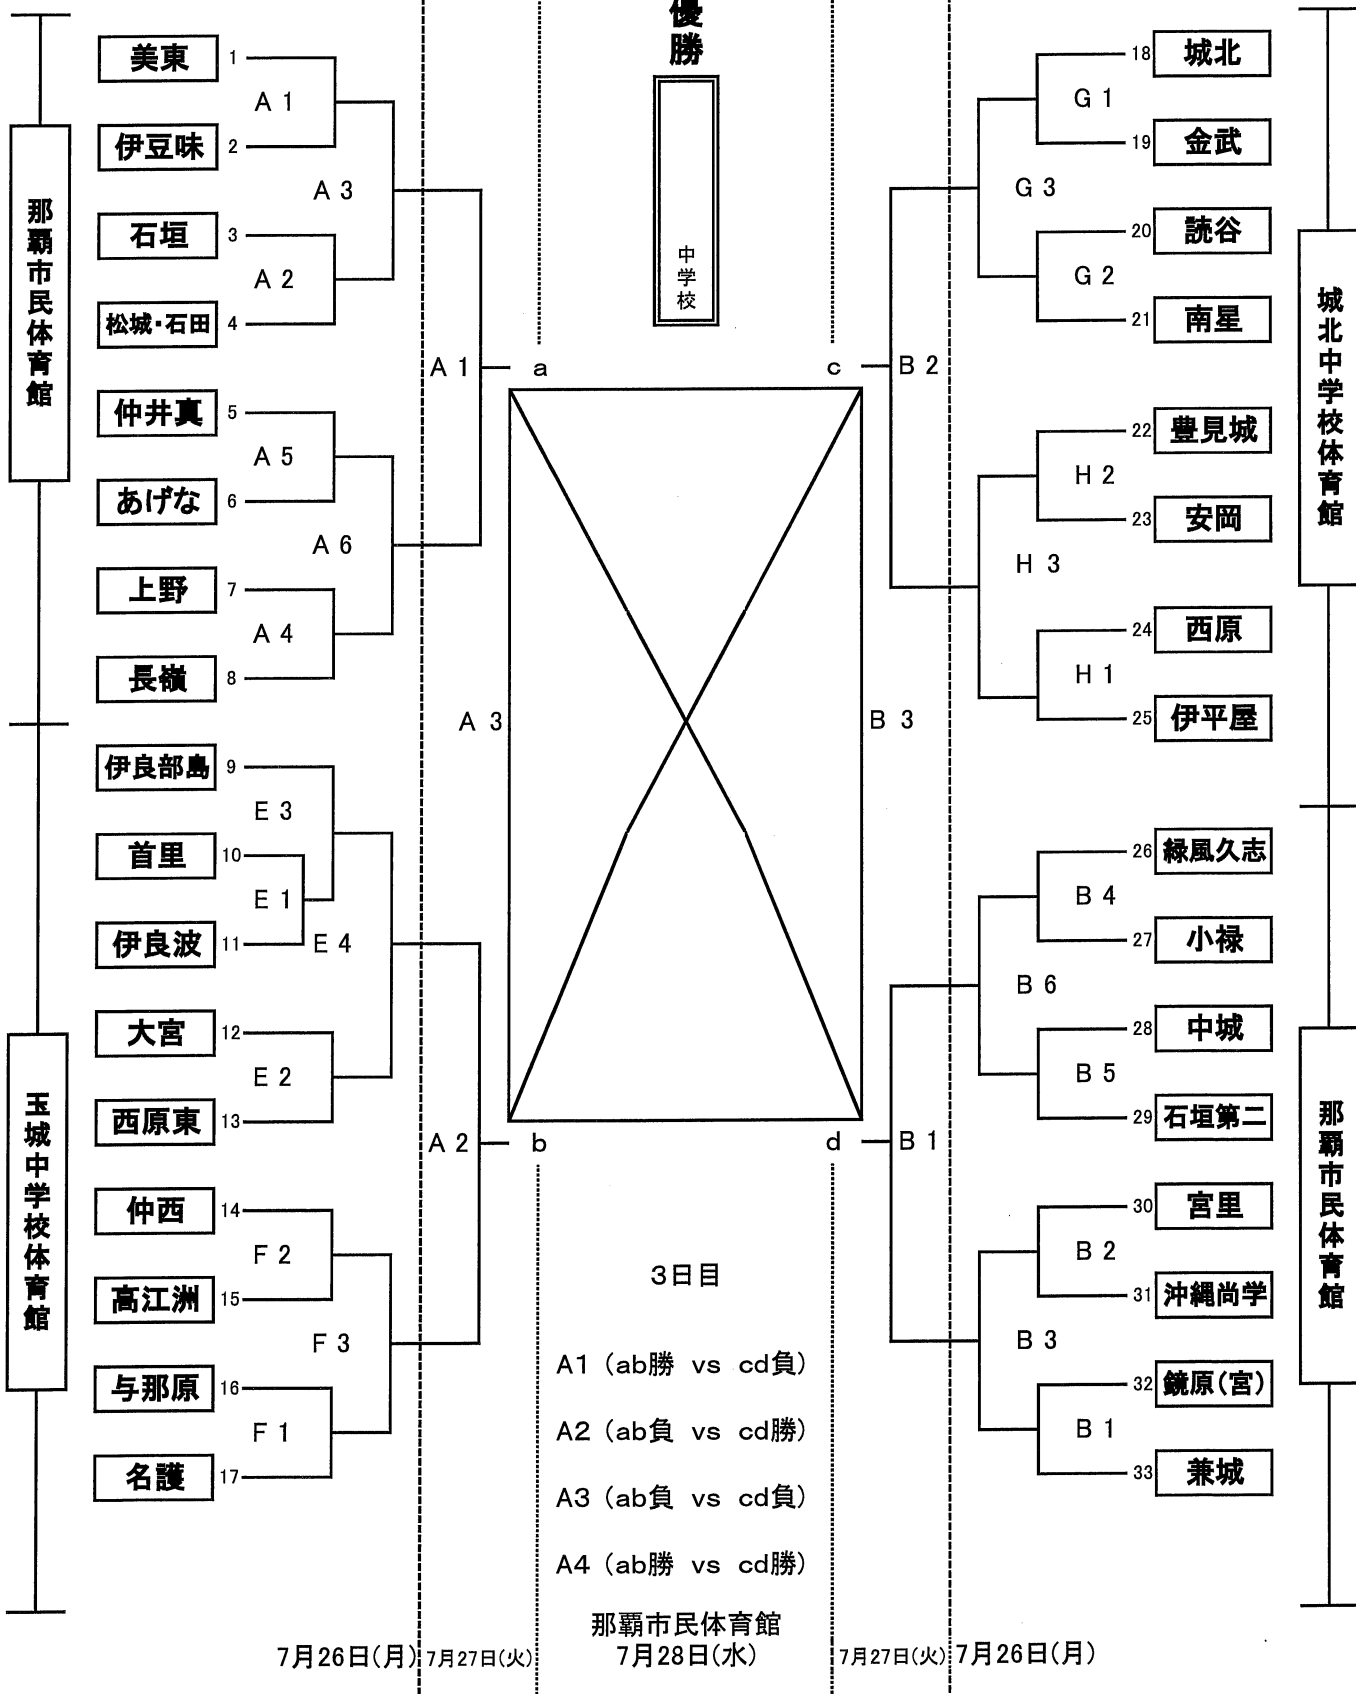 優勝
中学校
那覇市民体育館
美東 1
A 1
伊豆味 2
A 3
石垣 3
A 2
松城・石田 4
A 1
仲井真 5
A 5
あげな 6
A 6
上野 7
A 4
長嶺 8
A 3
玉城中学校体育館
伊良部島 9
E 3
首里 10
E 1
伊良波 11
E 4
大宮 12
E 2
西原東 13
A 2
仲西 14
F 2
高江洲 15
F 3
与那原 16
F 1
名護 17
a
b
c
d
城北中学校体育館
18 城北
G 1
19 金武
G 3
20 読谷
G 2
21 南星
B 2
22 豊見城
H 2
23 安岡
H 3
24 西原
H 1
25 伊平屋
B 3
那覇市民体育館
26 緑風久志
B 4
27 小禄
B 6
28 中城
B 5
29 石垣第二
B 1
30 宮里
B 2
31 沖縄尚学
B 3
32 鏡原(宮)
B 1
33 兼城
3日目
A1 (ab勝 vs cd負)
A2 (ab負 vs cd勝)
A3 (ab負 vs cd負)
A4 (ab勝 vs cd勝)
那覇市民体育館
7月26日(月) 7月27日(火) 7月28日(水) 7月27日(火) 7月26日(月)